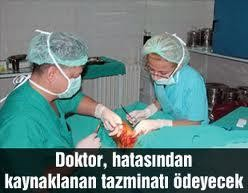 Doktor, hatasından
kaynaklanan tazminatı ödeyecek